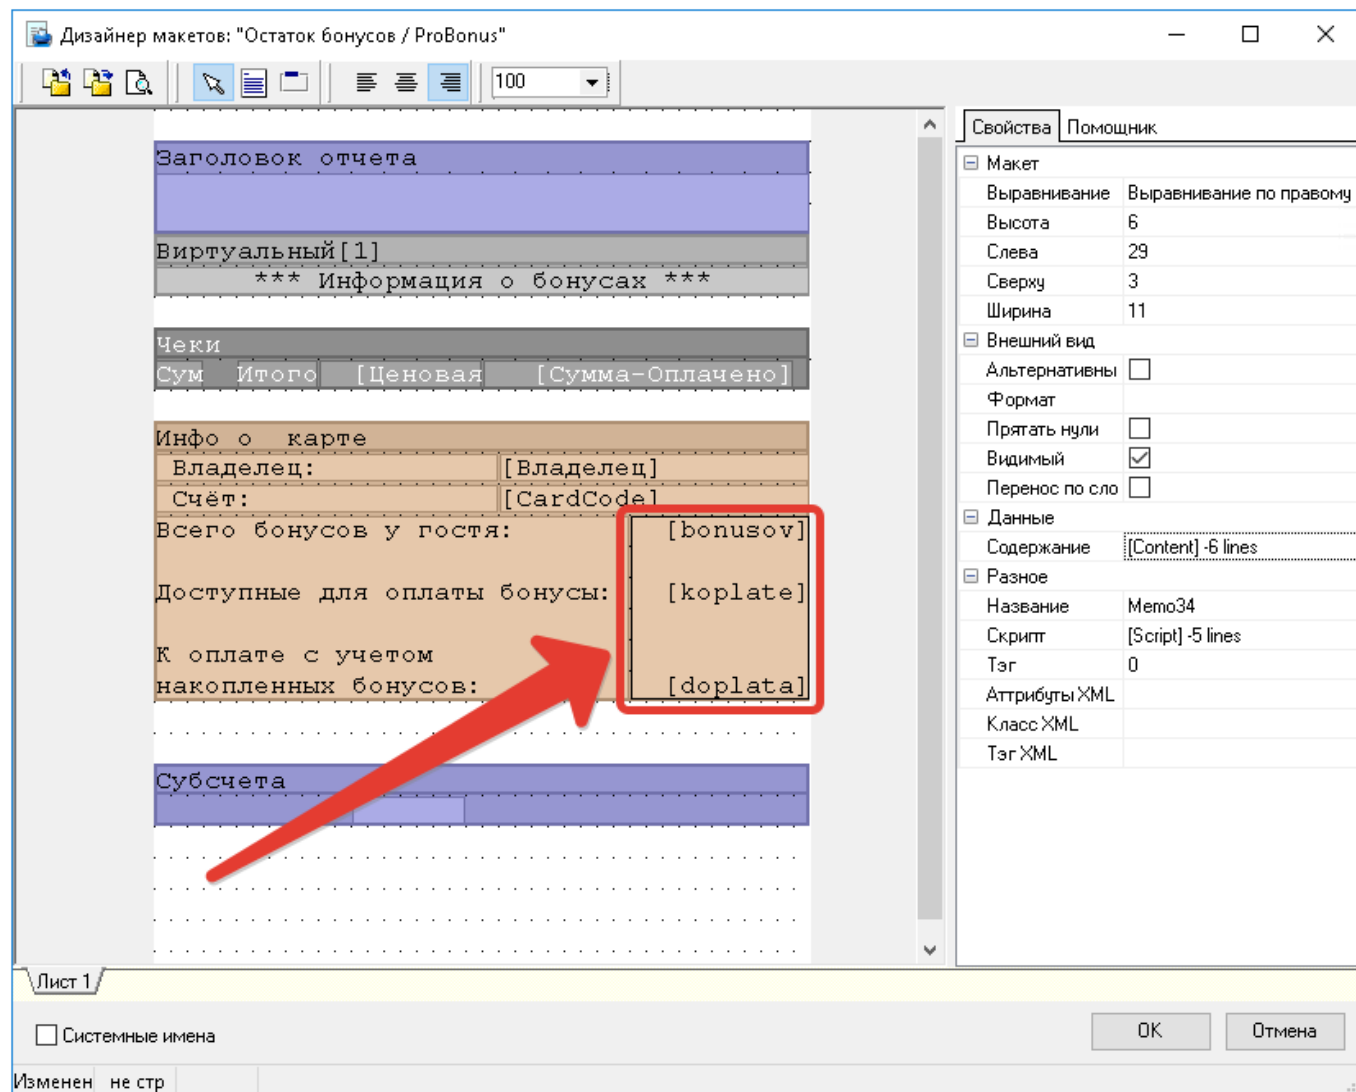 Дизайнер макетов: "Остаток бонусов / ProBonus"
100
Заголовок отчета
Виртуальный[1]
*** Информация о бонусах ***
Чеки
Сум Итого [Ценовая [Сумма-Оплачено]
Инфо о карте
Владелец: [Владелец]
Счёт: [CardCode]
Всего бонусов у гостя: [bonusov]
Доступные для оплаты бонусы: [koplate]
К оплате с учетом
накопленных бонусов: [doplata]
Субсчета
Свойства Помощник
Макет
Выравнивание Выравнивание по правому
Высота 6
Слева 29
Сверху 3
Ширина 11
Внешний вид
Альтернативны
Формат
Прятать нули
Видимый
Перенос по сло
Данные
Содержание [Content] -6 lines
Разное
Название Memo34
Скрипт [Script] -5 lines
Тэг 0
Аттрибуты XML
Класс XML
Тэг XML
Лист 1
Системные имена
OK Отмена
Изменен не стр